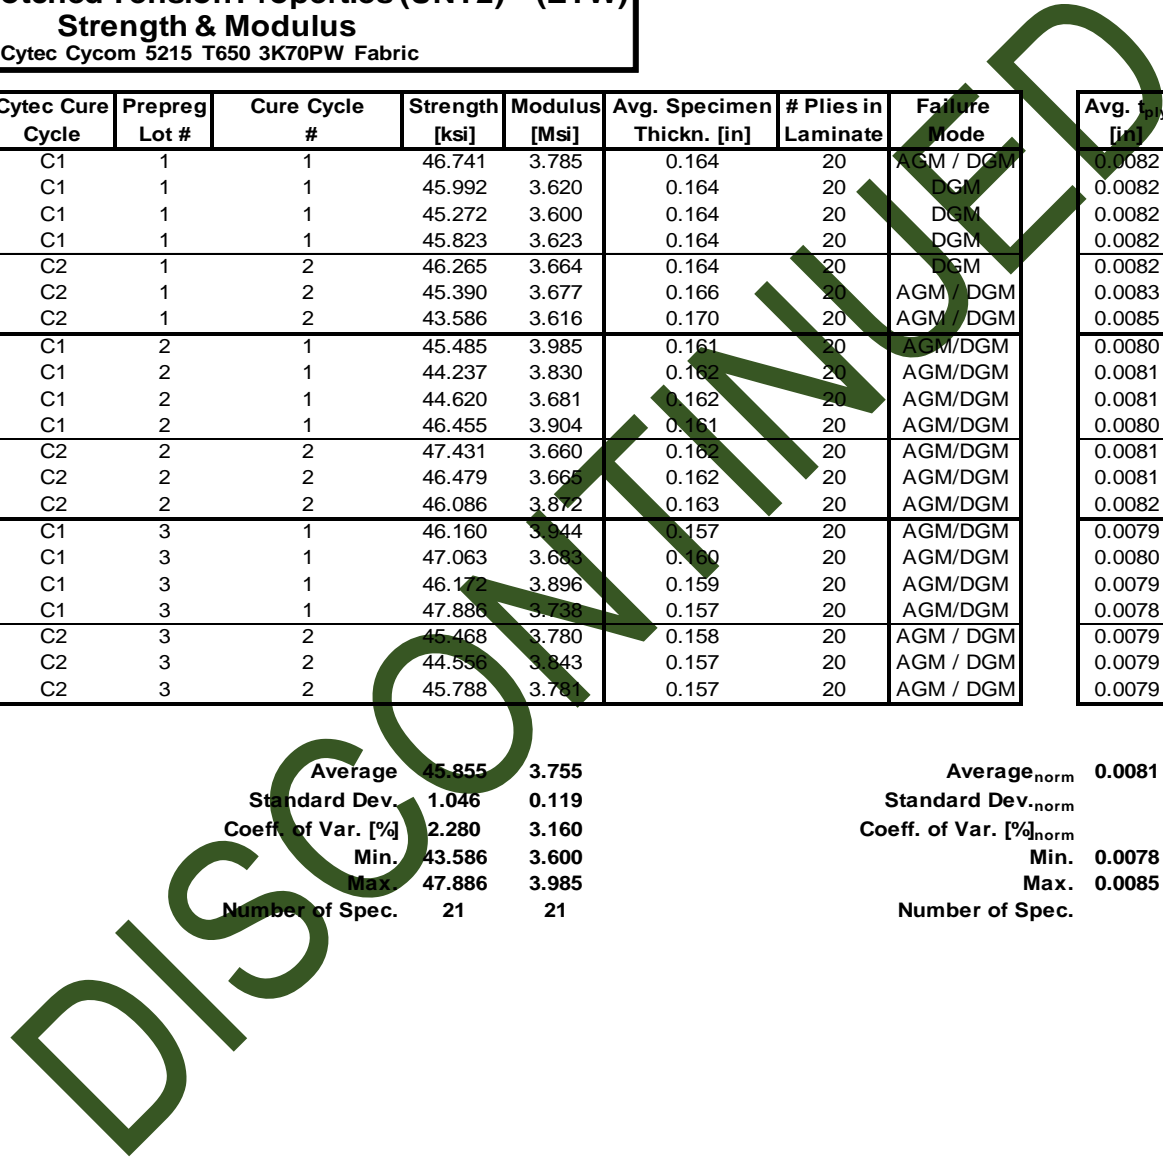 Tension Properties (UNT2) -- (ETW)
Strength & Modulus
Cytec Cycom 5215 T650 3K70PW Fabric
Cytec Cure Cycle Prepreg Lot # Cure Cycle # Strength [ksi] Modulus [Msi] Avg. Specimen Thickn. [in] # Plies in Laminate Failure Mode Avg. tply [in]
C1 1 1 46.741 3.785 0.164 20 AGM / DGM 0.0082
C1 1 1 45.992 3.620 0.164 20 DGM 0.0082
C1 1 1 45.272 3.600 0.164 20 DGM 0.0082
C1 1 1 45.823 3.623 0.164 20 DGM 0.0082
C2 1 2 46.265 3.664 0.164 20 DGM 0.0082
C2 1 2 45.390 3.677 0.166 20 AGM / DGM 0.0083
C2 1 2 43.586 3.616 0.170 20 AGM / DGM 0.0085
C1 2 1 45.485 3.985 0.161 20 AGM/DGM 0.0080
C1 2 1 44.237 3.830 0.162 20 AGM/DGM 0.0081
C1 2 1 44.620 3.681 0.162 20 AGM/DGM 0.0081
C1 2 1 46.455 3.904 0.161 20 AGM/DGM 0.0080
C2 2 2 47.431 3.660 0.162 20 AGM/DGM 0.0081
C2 2 2 46.479 3.665 0.162 20 AGM/DGM 0.0081
C2 2 2 46.086 3.872 0.163 20 AGM/DGM 0.0082
C1 3 1 46.160 3.944 0.157 20 AGM/DGM 0.0079
C1 3 1 47.063 3.683 0.160 20 AGM/DGM 0.0080
C1 3 1 46.172 3.896 0.159 20 AGM/DGM 0.0079
C1 3 1 47.886 3.738 0.157 20 AGM/DGM 0.0078
C2 3 2 45.468 3.780 0.158 20 AGM / DGM 0.0079
C2 3 2 44.556 3.843 0.157 20 AGM / DGM 0.0079
C2 3 2 45.788 3.781 0.157 20 AGM / DGM 0.0079
Average 45.855 3.755 Averagenorm 0.0081
Standard Dev. 1.046 0.119 Standard Dev.norm
Coeff. of Var. [%] 2.280 3.160 Coeff. of Var. [%]norm
Min. 43.586 3.600 Min. 0.0078
Max. 47.886 3.985 Max. 0.0085
Number of Spec. 21 21 Number of Spec.
DISCONTINUED